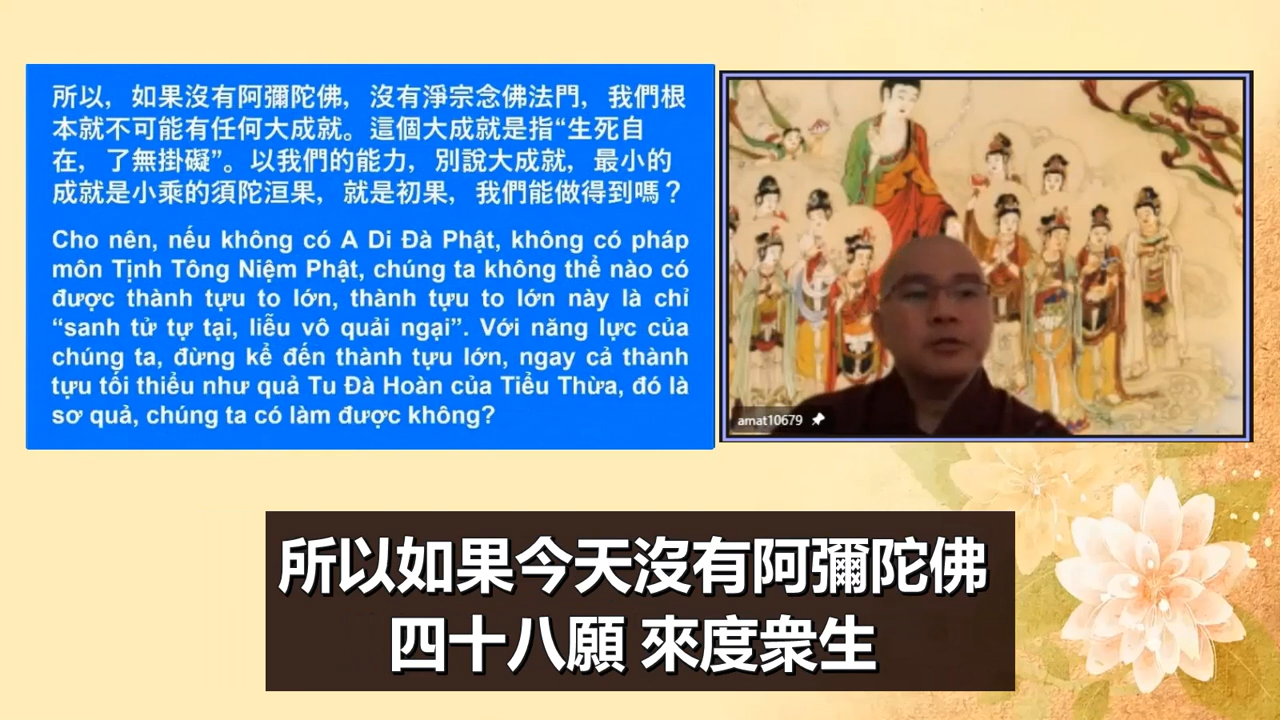 所以，如果沒有阿彌陀佛，沒有淨宗念佛法門，我們根
本就不可能有任何大成就。這個大成就是指“生死自
在，了無掛礙”。以我們的能力，別說大成就，最小的
成就是小乘的須陀洹果，就是初果，我們能做得到嗎？
Cho nên, nếu không có A Di Đà Phật, không có pháp
môn Tịnh Tông Niệm Phật, chúng ta không thể nào có
được thành tựu to lớn, thành tựu to lớn này là chỉ
“sanh tử tự tại, liễu vô quải ngại”. Với năng lực của
chúng ta, đừng kể đến thành tựu lớn, ngay cả thành
tựu tối thiểu như quả Tu Đà Hoàn của Tiểu Thừa, đó là
sơ quả, chúng ta có làm được không?
amat10679
所以如果今天沒有阿彌陀佛
四十八願 來度衆生